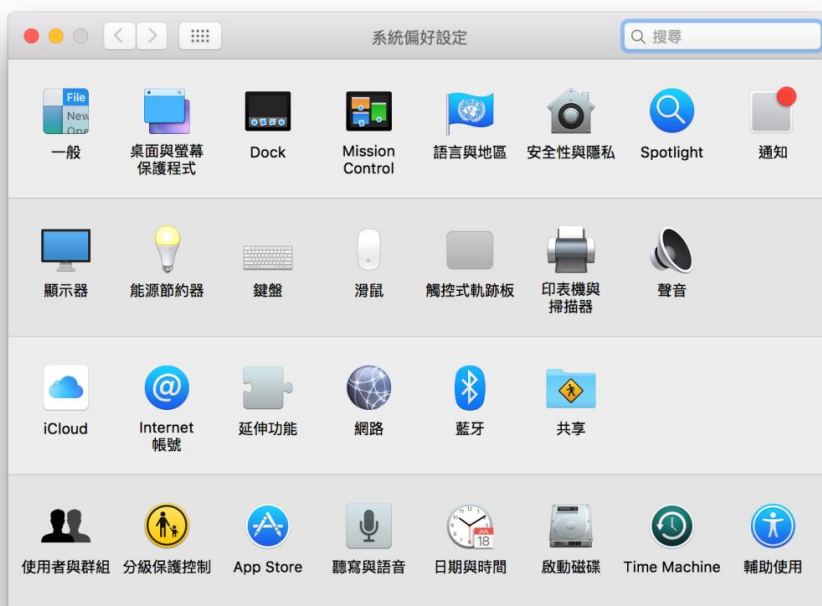 系統偏好設定
搜尋
File
New
Ope
一般
桌面與螢幕
保護程式
Dock
Mission
Control
語言與地區
安全性與隱私
Spotlight
通知
顯示器
能源節約器
鍵盤
滑鼠
觸控式軌跡板
印表機與
掃描器
聲音
iCloud
@
Internet
帳號
延伸功能
網路
藍牙
共享
使用者與群組
分級保護控制
App Store
聽寫與語音
JUL
18
日期與時間
啟動磁碟
Time Machine
輔助使用